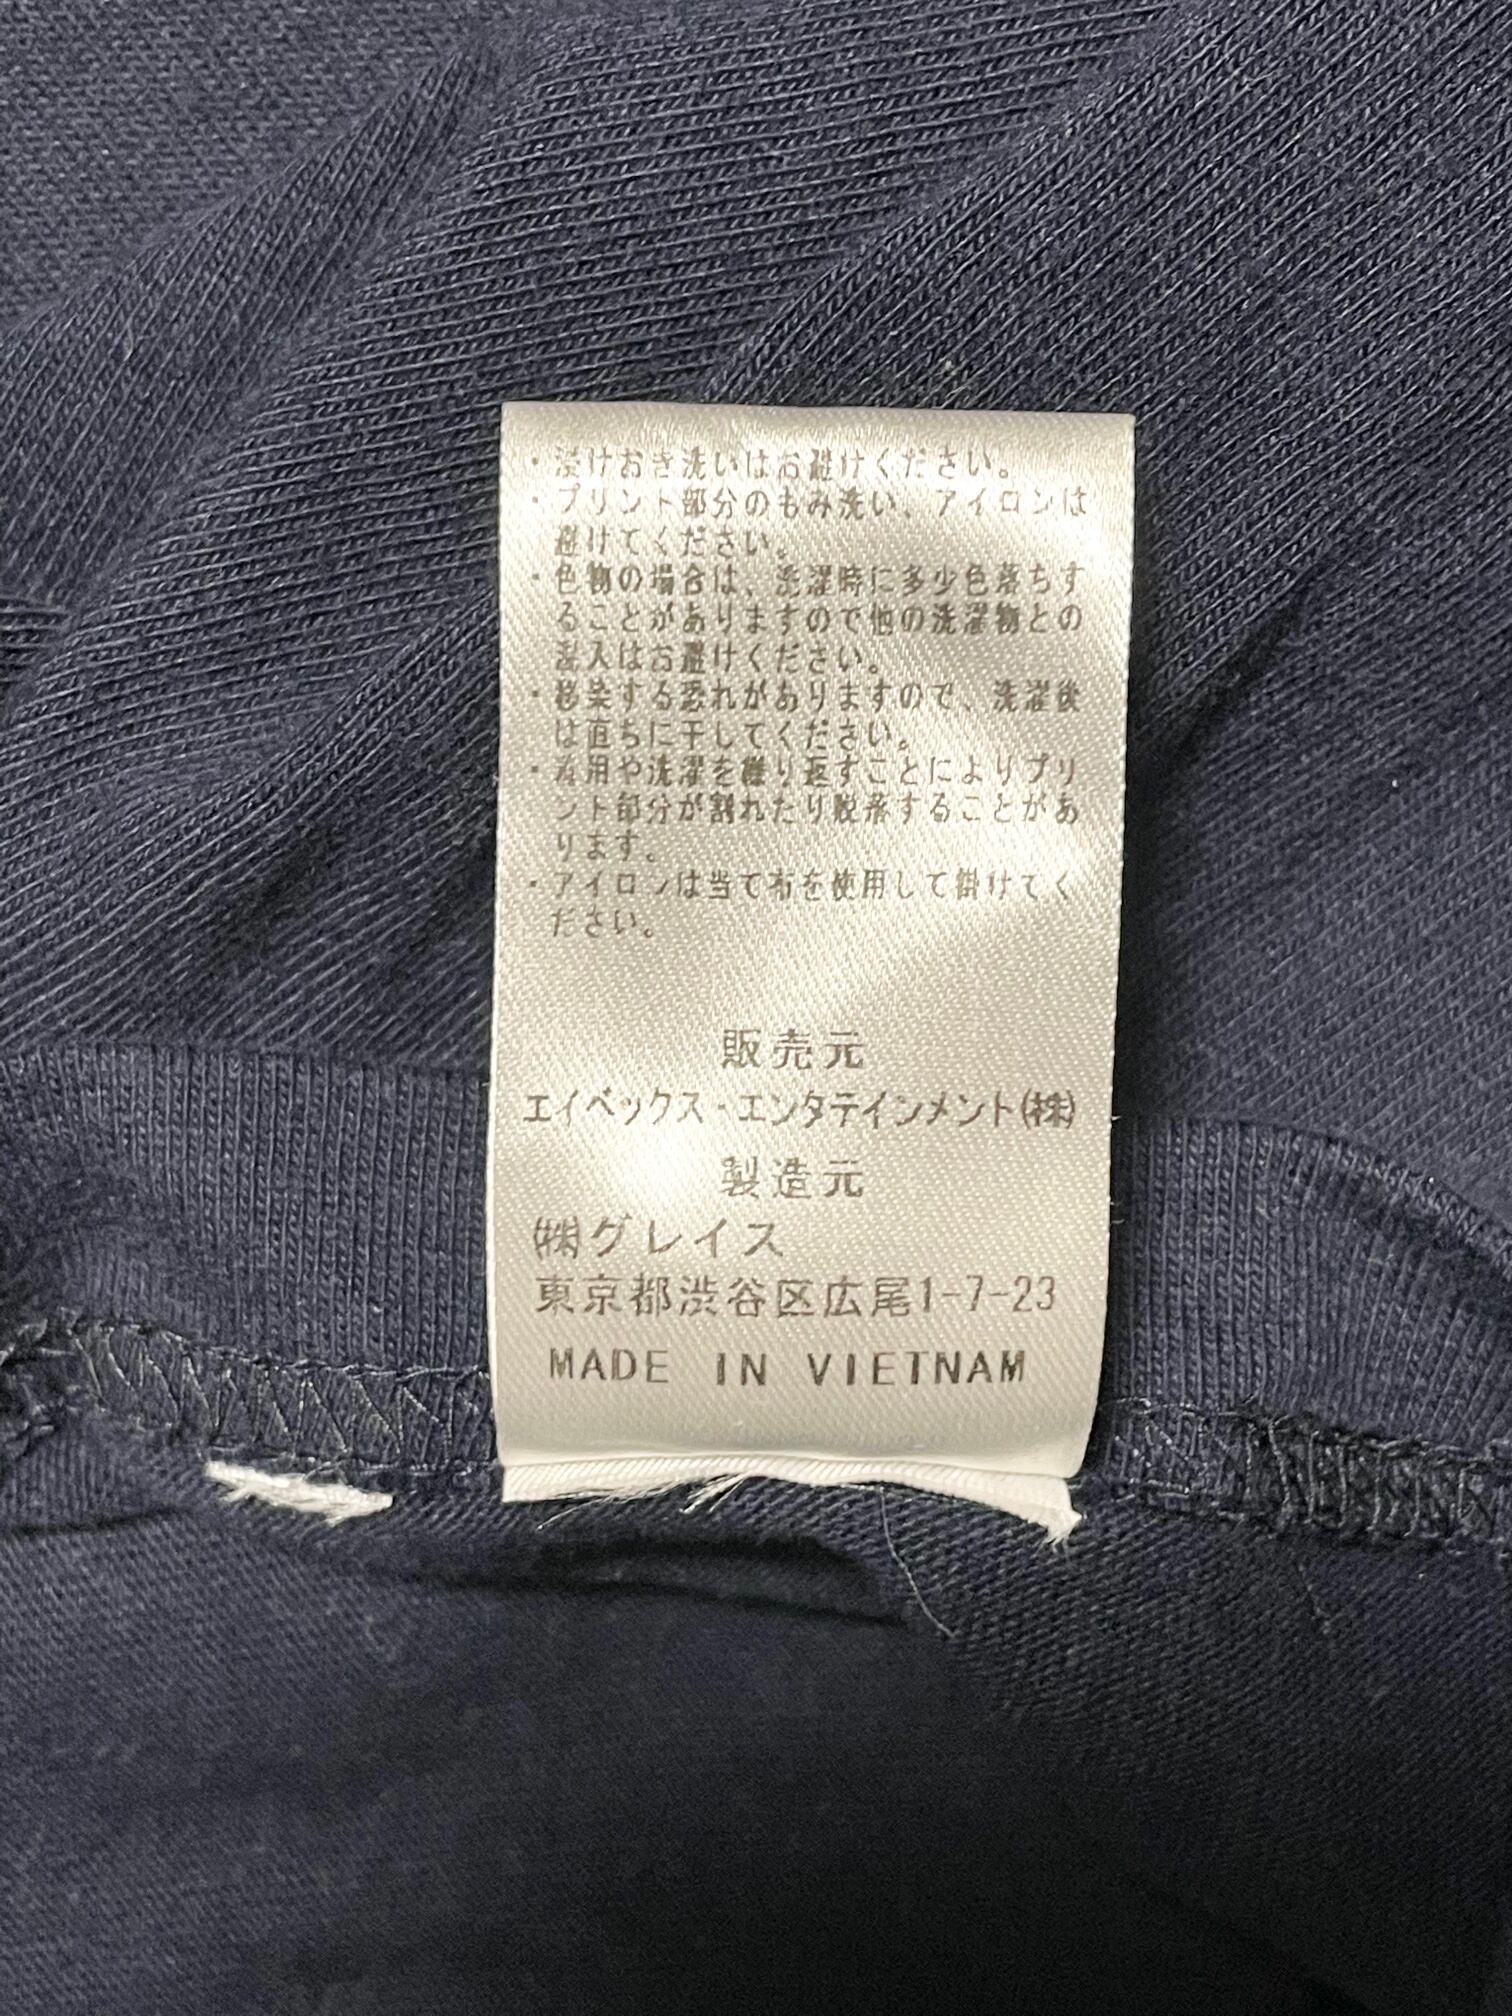 ・浸けおき洗いはお避けください。
・プリント部分のもみ洗い、アイロンは
避けてください。
・色物の場合は、洗濯時に多少色落ちす
ることがありますので他の洗濯物との
混入はお避けください。
・移染する恐れがありますので、洗濯後
は直ちに干してください。
・着用や洗濯を繰り返すことによりプリ
ント部分が割れたり脱落することがあ
ります。
・アイロンは当て布を使用して掛けてく
ださい。
販売元
エイベックス・エンタテインメント㈱
製造元
㈱グレイス
東京都渋谷区広尾1-7-23
MADE IN VIETNAM